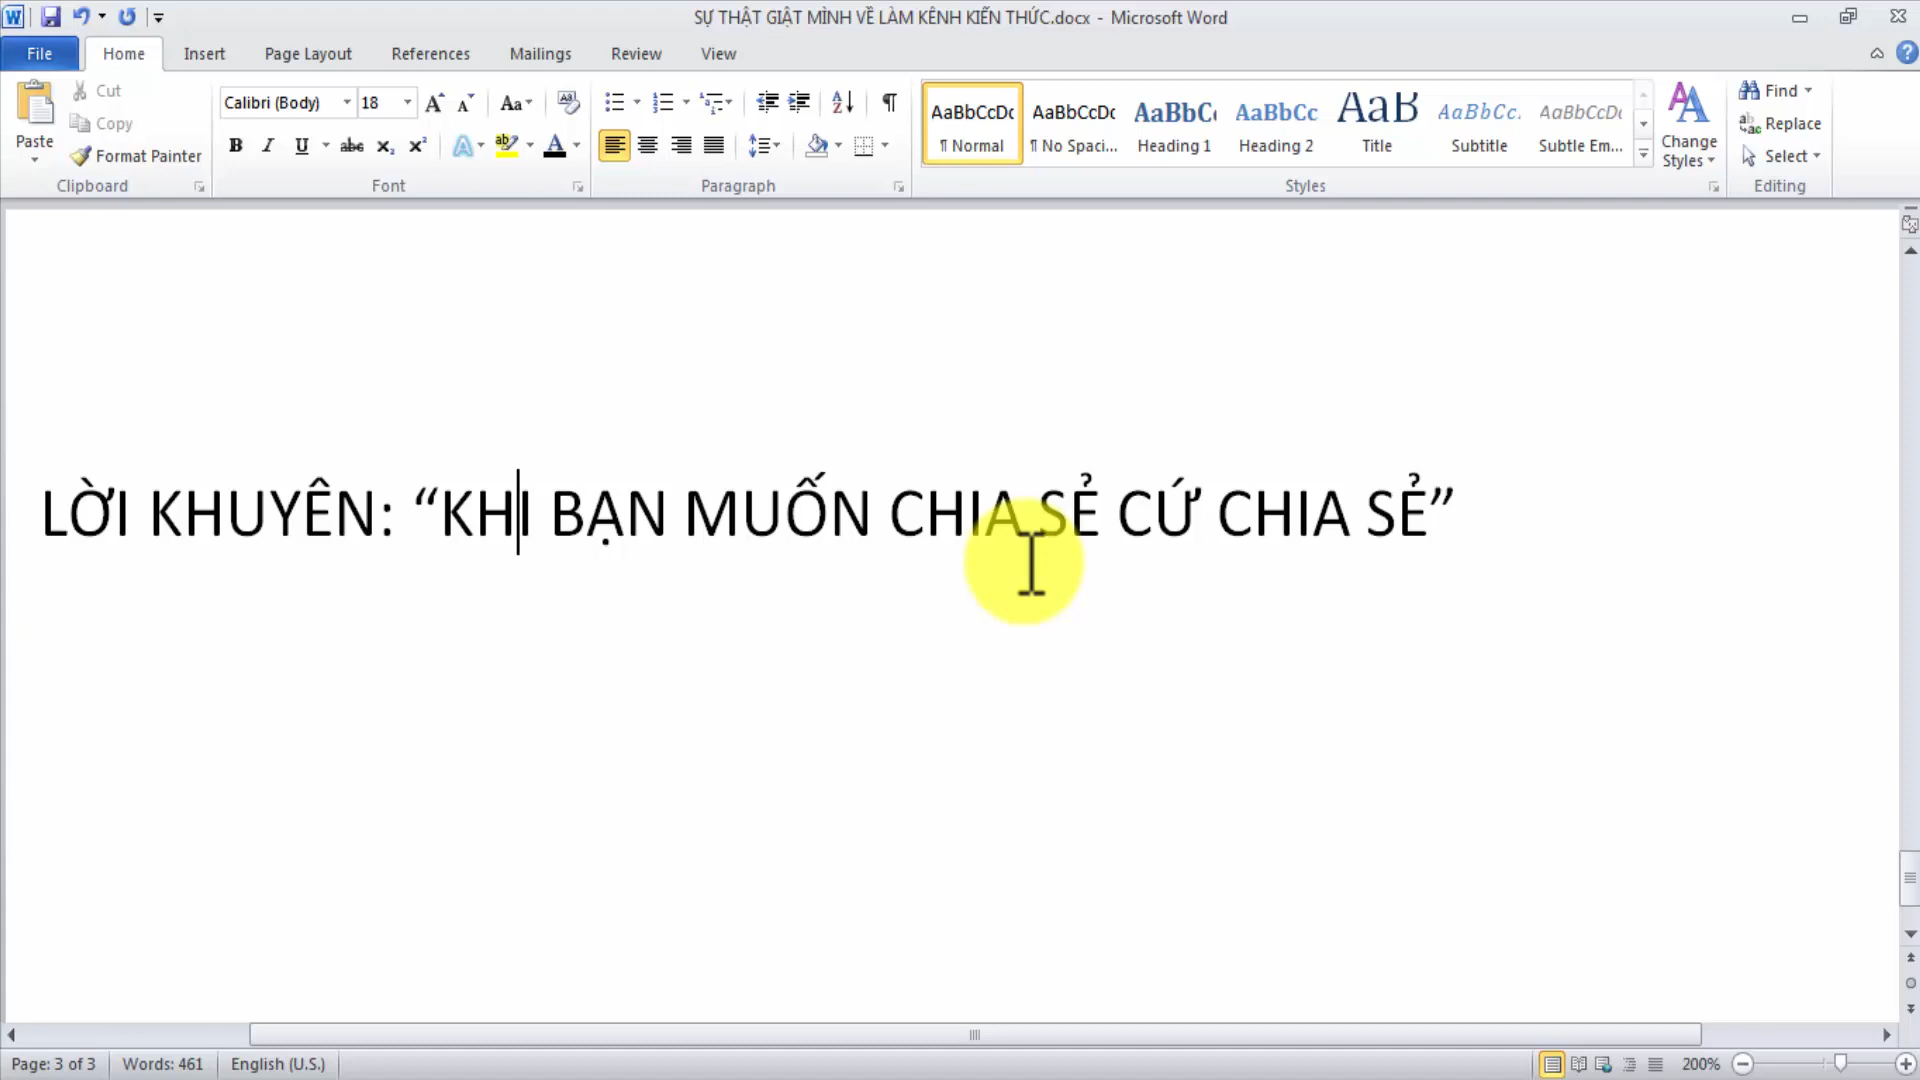 SỰ THẬT GIẬT MÌNH VỀ LÀM KÊNH KIẾN THỨC.docx - Microsoft Word
File Home Insert Page Layout References Mailings Review View
Paste
Cut
Copy
Format Painter
Clipboard
Calibri (Body) 18
Font
Paragraph
AaBbCcDc AaBbCcDc AaBbC AaBbCc AaB AaBbCc. AaBbCcDc
¶ Normal ¶ No Spaci... Heading 1 Heading 2 Title Subtitle Subtle Em...
Styles
Change
Styles
Find
Replace
Select
Editing
LỜI KHUYÊN: “KHI BẠN MUỐN CHIA SẺ CỨ CHIA SẺ”
Page: 3 of 3 Words: 461 English (U.S.) 200%